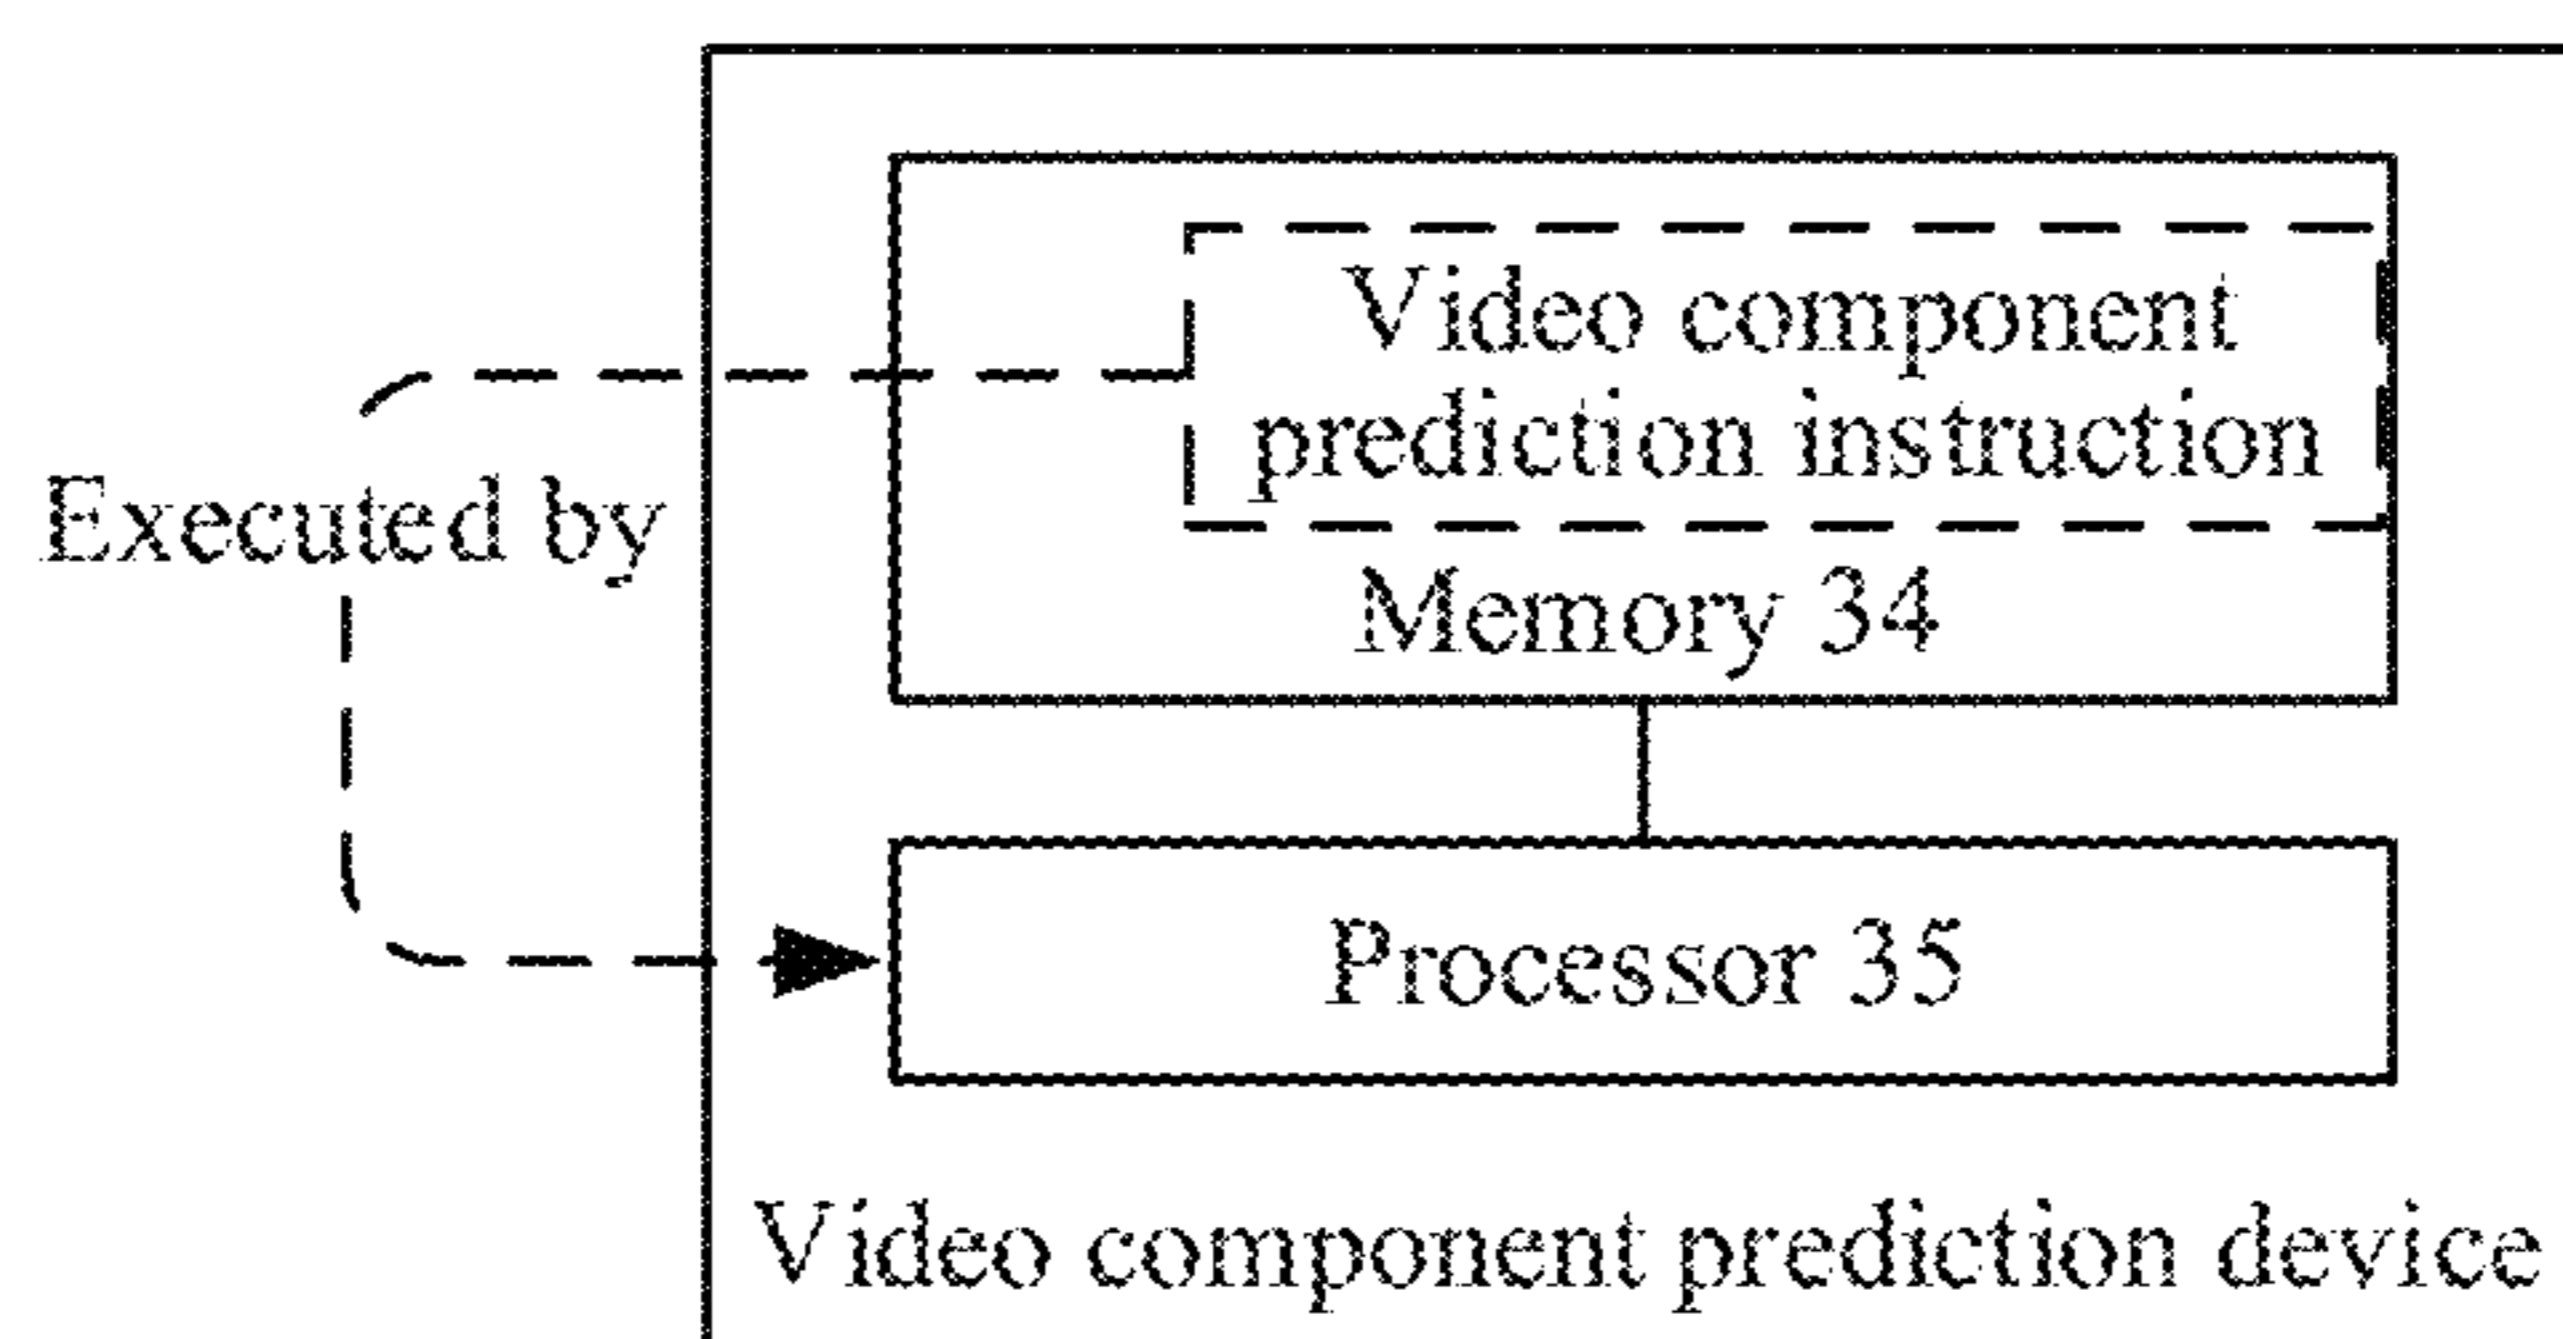 Video component
prediction instruction
Executed by
Memory 34
Processor 35
Video component prediction device